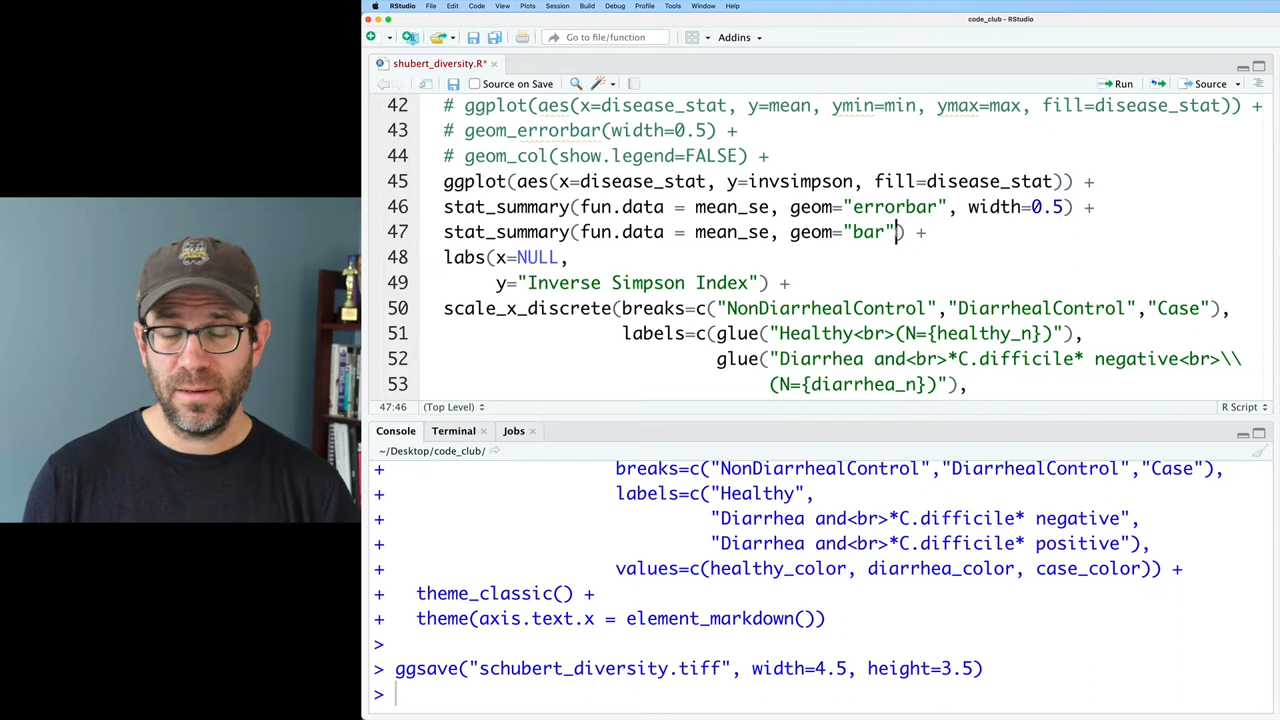 RStudio File Edit Code View Plots Session Build Debug Profile Tools Window Help
code_club - RStudio
Go to file/function Addins
shubert_diversity.R*
Source on Save Run Source
42 # ggplot(aes(x=disease_stat, y=mean, ymin=min, ymax=max, fill=disease_stat)) +
43 # geom_errorbar(width=0.5) +
44 # geom_col(show.legend=FALSE) +
45 ggplot(aes(x=disease_stat, y=invsimpson, fill=disease_stat)) +
46 stat_summary(fun.data = mean_se, geom="errorbar", width=0.5) +
47 stat_summary(fun.data = mean_se, geom="bar") +
48 labs(x=NULL,
49 y="Inverse Simpson Index") +
50 scale_x_discrete(breaks=c("NonDiarrhealControl","DiarrhealControl","Case"),
51 labels=c(glue("Healthy<br>(N={healthy_n})"),
52 glue("Diarrhea and<br>*C.difficile* negative<br>\\
53 (N={diarrhea_n})"),
47:46 (Top Level) R Script
Console Terminal Jobs
~/Desktop/code_club/
+ breaks=c("NonDiarrhealControl","DiarrhealControl","Case"),
+ labels=c("Healthy",
+ "Diarrhea and<br>*C.difficile* negative",
+ "Diarrhea and<br>*C.difficile* positive"),
+ values=c(healthy_color, diarrhea_color, case_color)) +
+ theme_classic() +
+ theme(axis.text.x = element_markdown())
>
> ggsave("schubert_diversity.tiff", width=4.5, height=3.5)
>